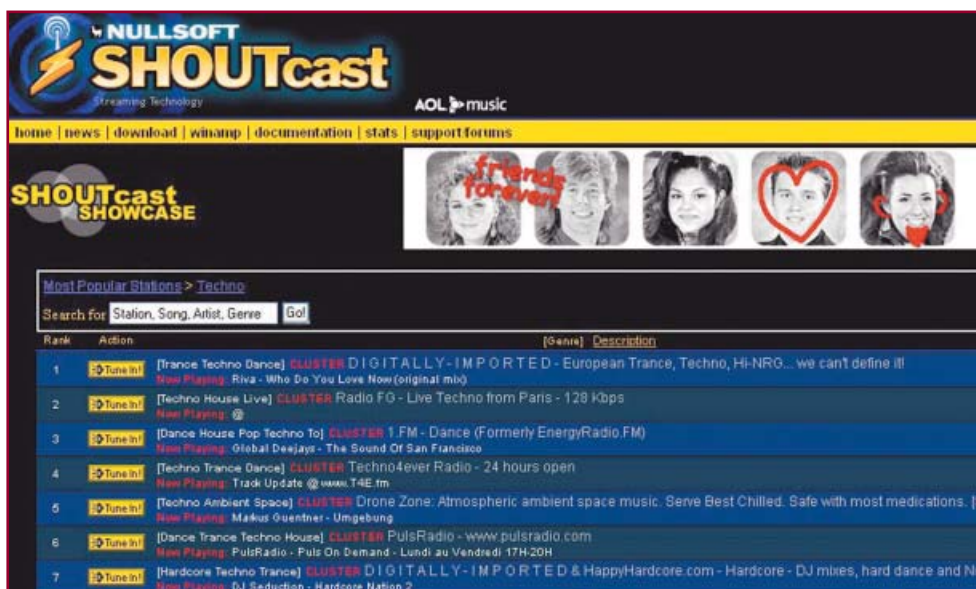 NULLSOFT
SHOUTcast
Streaming Technology
AOL music
home | news | download | winamp | documentation | stats | support forums
SHOUTcast
SHOWCASE
friends
forever!
Most Popular Stations > Techno
Search for Station, Song, Artist, Genre Go!
Rank Action [Genre] Description
1 Tune In! [Trance Techno Dance] CLUSTER D I G I T A L L Y - I M P O R T E D - European Trance, Techno, Hi-NRG... we can't define it!
Now Playing: Riva - Who Do You Love Now (original mix)
2 Tune In! [Techno House Live] CLUSTER Radio FG - Live Techno from Paris - 128 Kbps
Now Playing: @
3 Tune In! [Dance House Pop Techno To] CLUSTER 1.FM - Dance (Formerly EnergyRadio.FM)
Now Playing: Global Deejays - The Sound Of San Francisco
4 Tune In! [Techno Trance Dance] CLUSTER Techno4ever Radio - 24 hours open
Now Playing: Track Update @ www.T4E.fm
5 Tune In! [Techno Ambient Space] CLUSTER Drone Zone: Atmospheric ambient space music. Serve Best Chilled. Safe with most medications. [
Now Playing: Markus Guentner - Umgebung
6 Tune In! [Dance Trance Techno House] CLUSTER PulsRadio - www.pulsradio.com
Now Playing: PulsRadio - Puls On Demand - Lundi au Vendredi 17H-20H
7 Tune In! [Hardcore Techno Trance] CLUSTER D I G I T A L L Y - I M P O R T E D & HappyHardcore.com - Hardcore - DJ mixes, hard dance and N
Now Playing: DJ Seduction - Hardcore Nation 2